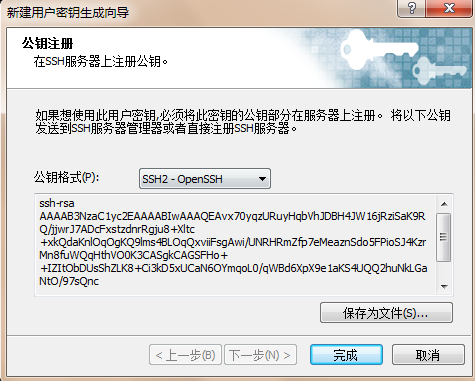 新建用户密钥生成向导
公钥注册
在SSH服务器上注册公钥。
如果想使用此用户密钥,必须将此密钥的公钥部分在服务器上注册。 将以下公钥
发送到SSH服务器管理器或者直接注册SSH服务器。
公钥格式(P):
SSH2 - OpenSSH
ssh-rsa
AAAAB3NzaC1yc2EAAAABIwAAAQEAvx70yqzURuyHqbVhJDBH4JW16jRziSaK9R
Q/jjwrJ7ADcFxstzdnrRgju8+Xltc
+xkQdaKnlOqOgKQ9lms4BLOqQxviiFsgAwi/UNRHRmZfp7eMeaznSdo5FPioSJ4Kzr
Mn8fuWQqHthVO0K3CASgkCAGSFHo+
+IZItObDUsShZLK8+Ci3kD5xUCaN6OYmqoL0/qWBd6XpX9e1aKS4UQQ2huNkLGa
NtO/97sQnc
保存为文件(S)...
< 上一步(B)
下一步(N) >
完成
取消